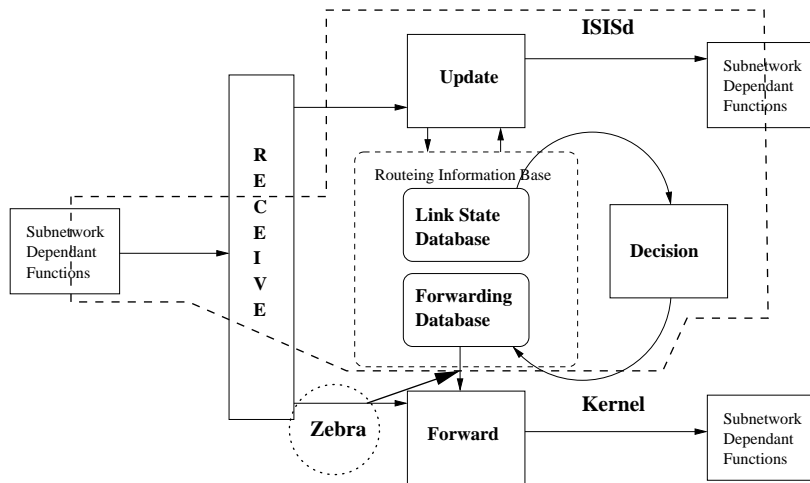 ISISd
Update
Subnetwork
Dependant
Functions
RECEIVE
Routeing Information Base
Link State
Database
Subnetwork
Dependant
Functions
Decision
Forwarding
Database
Zebra
Forward
Kernel
Subnetwork
Dependant
Functions